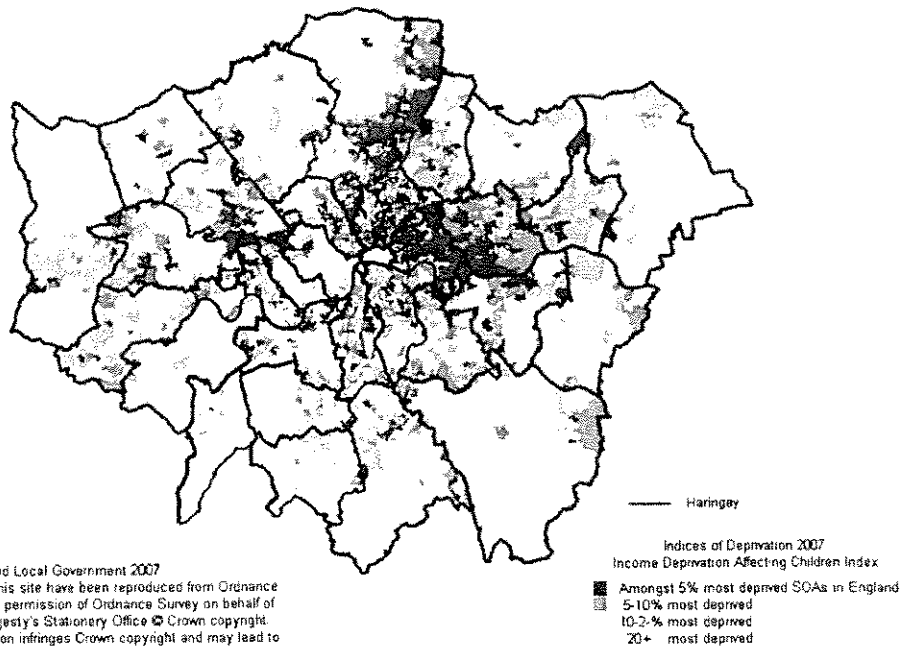 Haringey
Indices of Deprivation 2007
Income Deprivation Affecting Children Index
Amongst 5% most deprived SOAs in England
5-10% most deprived
10-2-% most deprived
20+ most deprived
d Local Government 2007
his site have been reproduced from Ordnance
permission of Ordnance Survey on behalf of
gesty's Stationery Office © Crown copyright
on infringes Crown copyright and may lead to